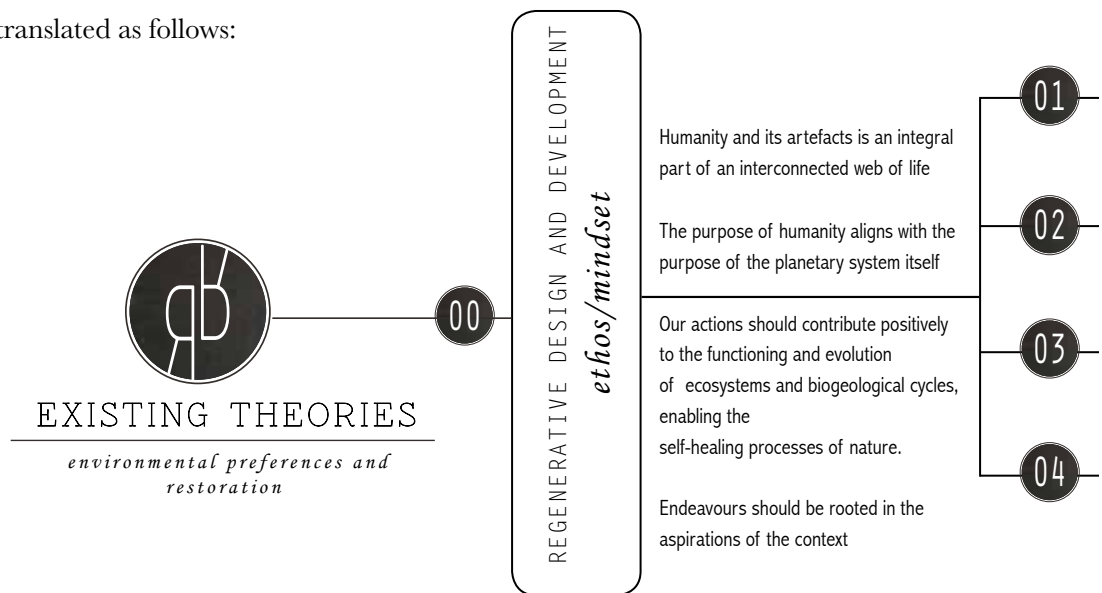 translated as follows:
EXISTING THEORIES
environmental preferences and
restoration
00
REGENERATIVE DESIGN AND DEVELOPMENT
ethos/mindset
Humanity and its artefacts is an integral
part of an interconnected web of life
The purpose of humanity aligns with the
purpose of the planetary system itself
Our actions should contribute positively
to the functioning and evolution
of ecosystems and biogeological cycles,
enabling the
self-healing processes of nature.
Endeavours should be rooted in the
aspirations of the context
01
02
03
04